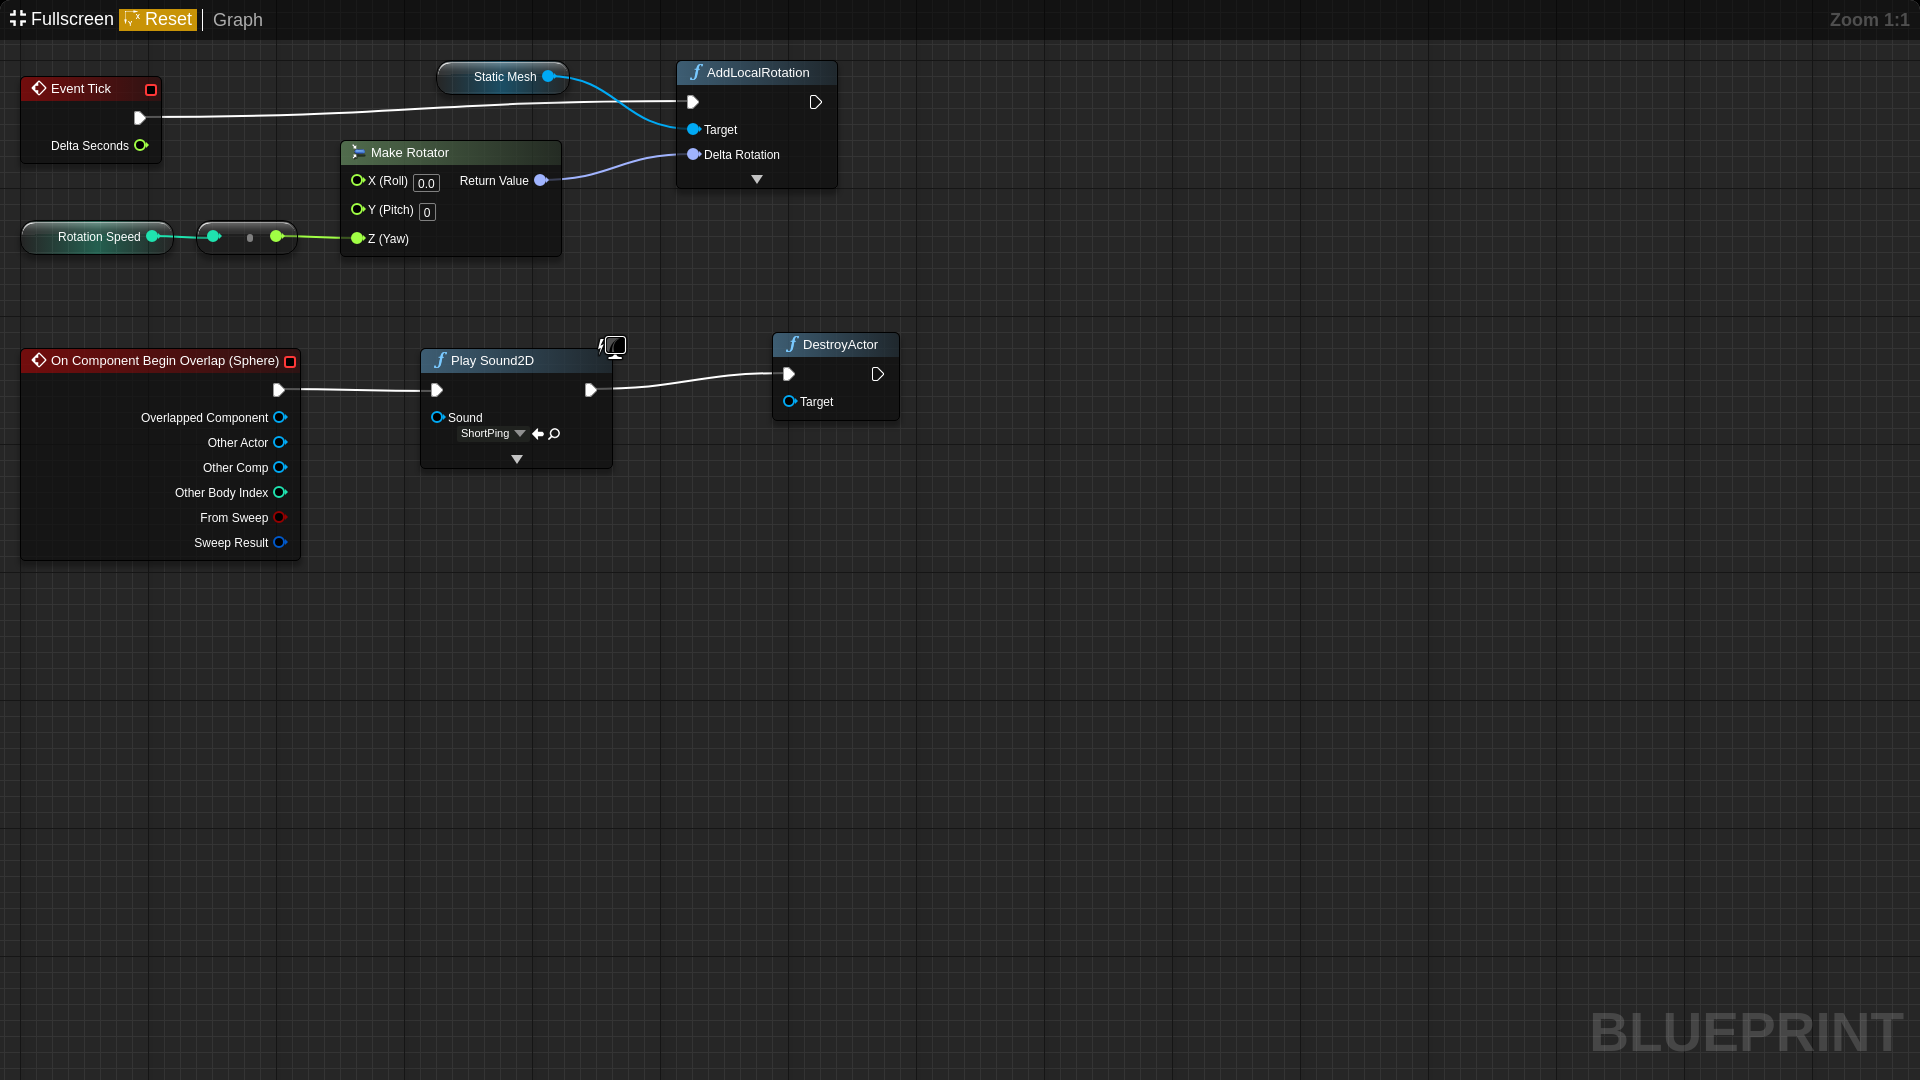 Fullscreen Reset Graph
Zoom 1:1
Event Tick
Delta Seconds
Static Mesh
AddLocalRotation
Target
Delta Rotation
Make Rotator
X (Roll) 0.0 Return Value
Y (Pitch) 0
Z (Yaw)
Rotation Speed
On Component Begin Overlap (Sphere)
Overlapped Component
Other Actor
Other Comp
Other Body Index
From Sweep
Sweep Result
Play Sound2D
Sound
ShortPing
DestroyActor
Target
BLUEPRINT